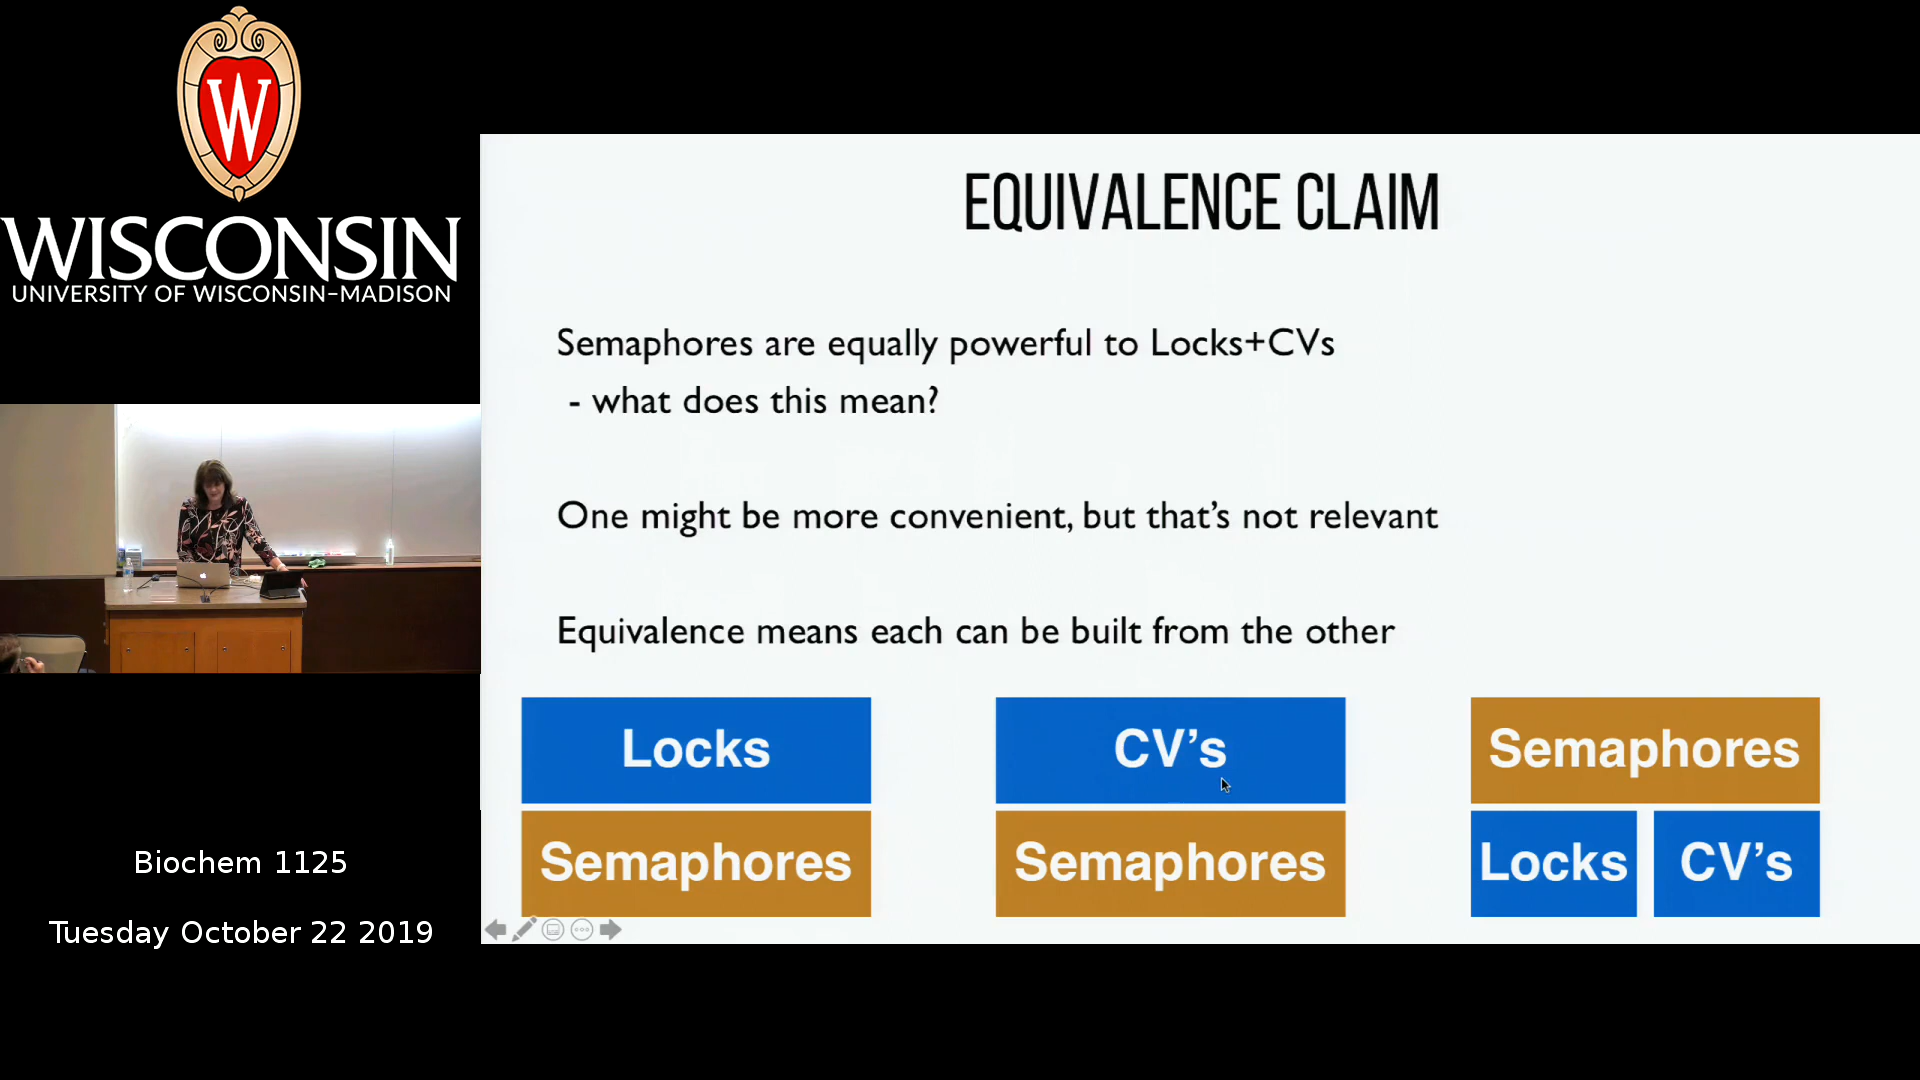 W
WISCONSIN
UNIVERSITY OF WISCONSIN–MADISON
Biochem 1125
Tuesday October 22 2019
EQUIVALENCE CLAIM
Semaphores are equally powerful to Locks+CVs
- what does this mean?
One might be more convenient, but that’s not relevant
Equivalence means each can be built from the other
Locks
Semaphores
CV’s
Semaphores
Semaphores
Locks
CV’s